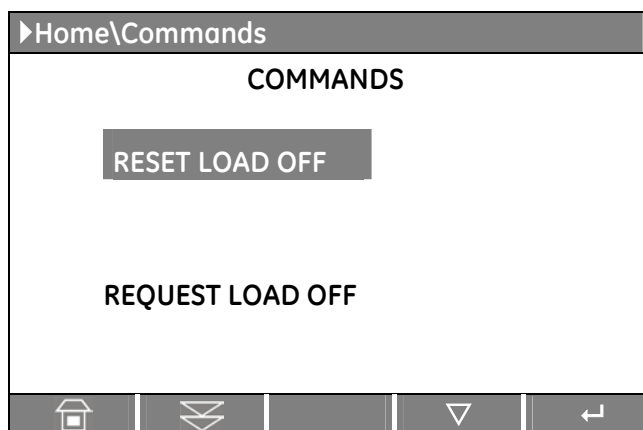 Home\Commands
COMMANDS
RESET LOAD OFF
REQUEST LOAD OFF